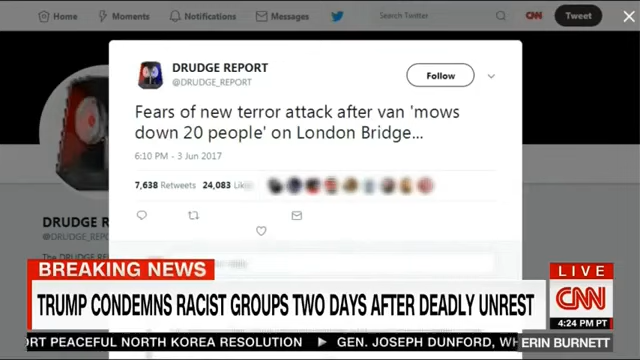 Home Moments Notifications Messages Search Twitter CNN Tweet
DRUDGE REPORT
@DRUDGE_REPORT
Follow
Fears of new terror attack after van 'mows
down 20 people' on London Bridge...
6:10 PM - 3 Jun 2017
7,638 Retweets 24,083
DRUDGE R
@DRUDGE_REP
BREAKING NEWS
TRUMP CONDEMNS RACIST GROUPS TWO DAYS AFTER DEADLY UNREST
LIVE
CNN
4:24 PM PT
ORT PEACEFUL NORTH KOREA RESOLUTION GEN. JOSEPH DUNFORD, WH
ERIN BURNETT